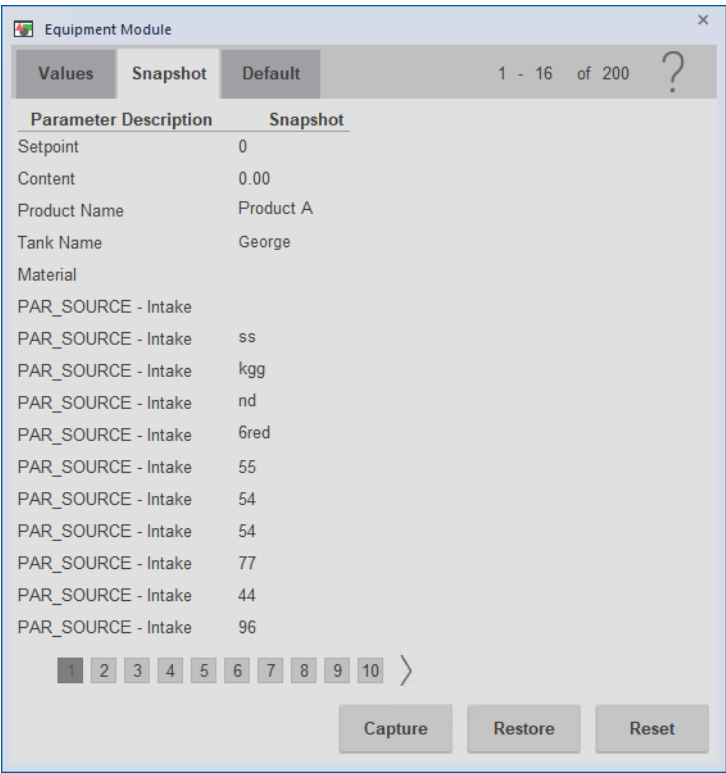 Equipment Module
Values Snapshot Default 1 - 16 of 200 ?
Parameter Description Snapshot
Setpoint 0
Content 0.00
Product Name Product A
Tank Name George
Material
PAR_SOURCE - Intake
PAR_SOURCE - Intake ss
PAR_SOURCE - Intake kgg
PAR_SOURCE - Intake nd
PAR_SOURCE - Intake 6red
PAR_SOURCE - Intake 55
PAR_SOURCE - Intake 54
PAR_SOURCE - Intake 54
PAR_SOURCE - Intake 77
PAR_SOURCE - Intake 44
PAR_SOURCE - Intake 96
1 2 3 4 5 6 7 8 9 10
Capture Restore Reset